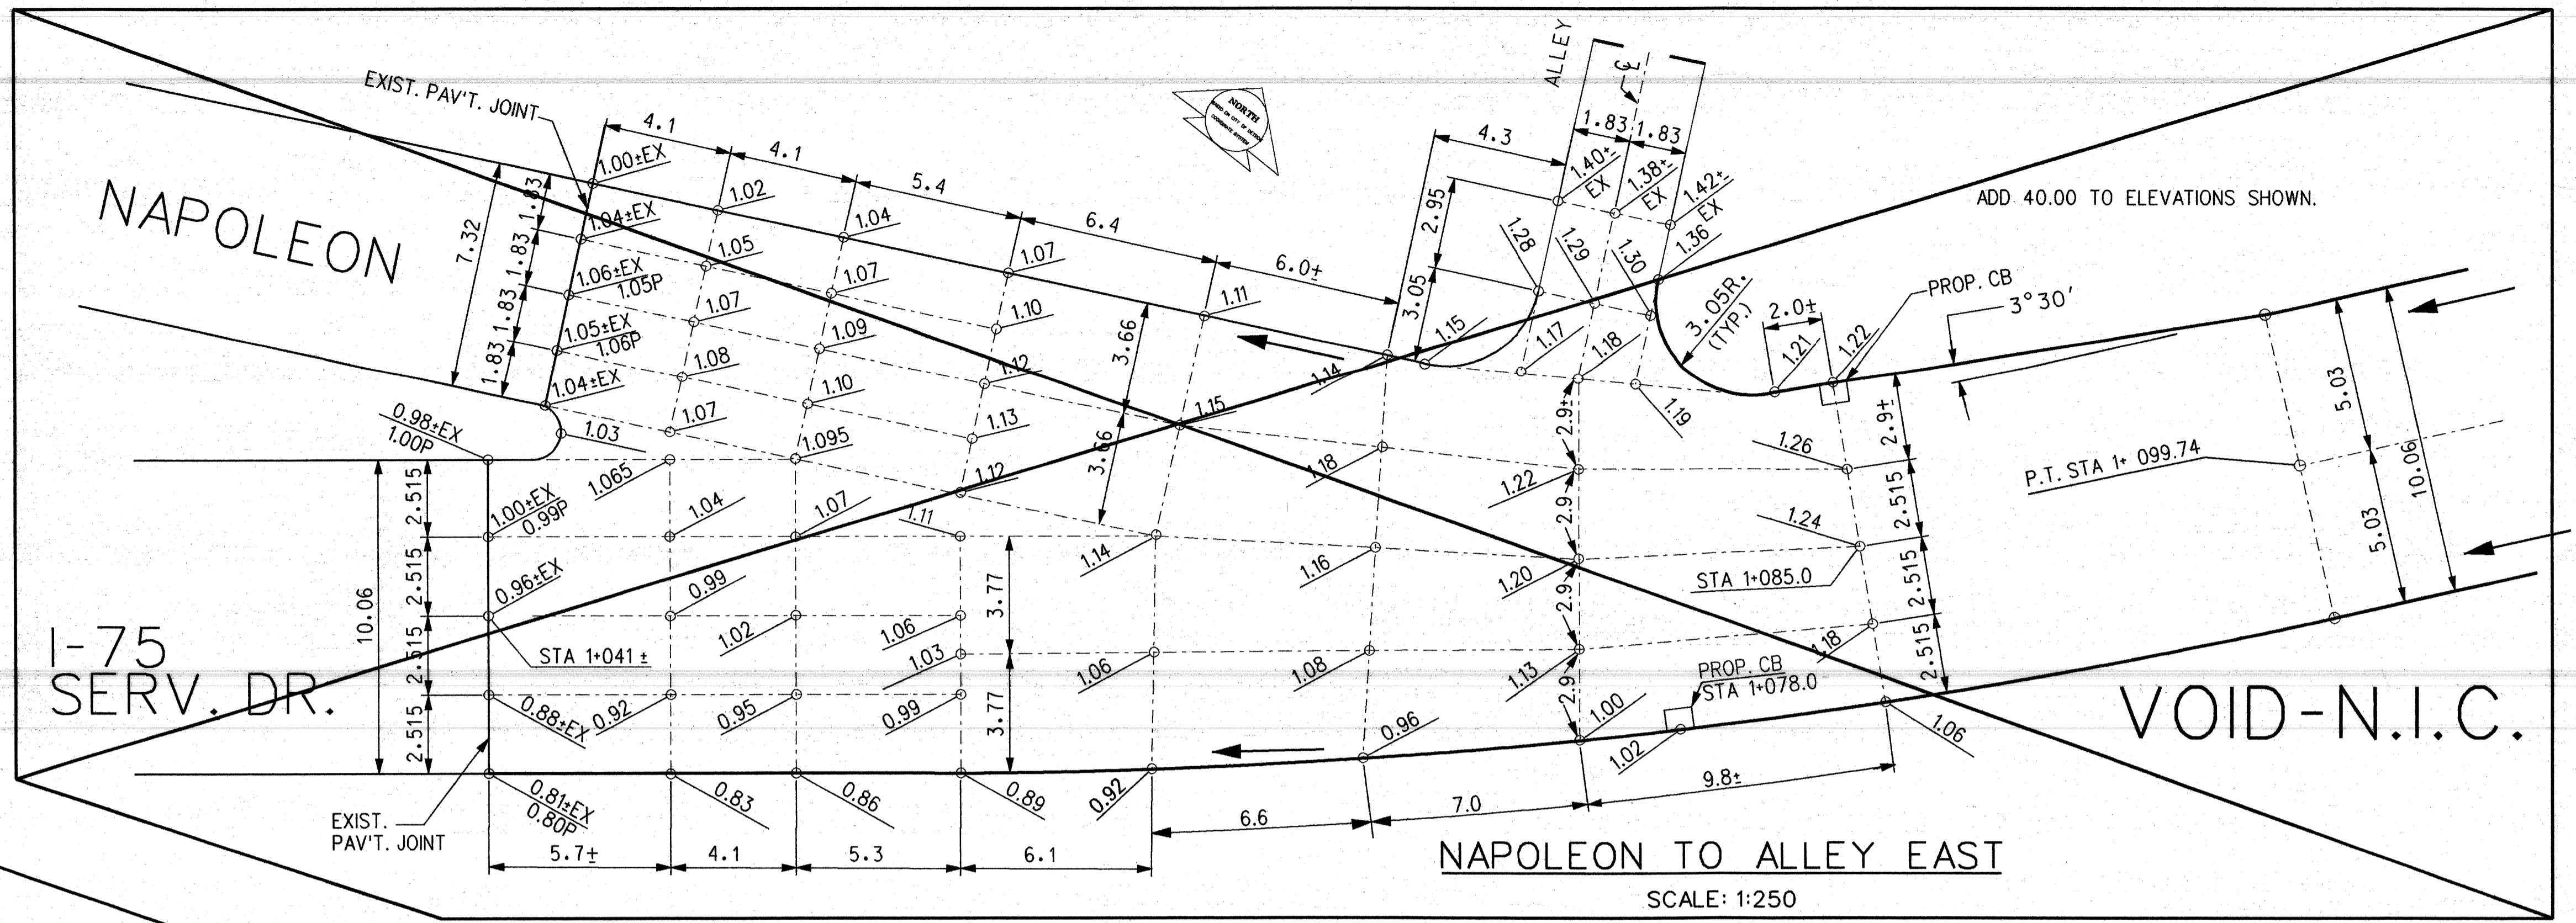 EXIST. PAV'T. JOINT
NAPOLEON
7.32
1.83
1.83
1.83
1.83
4.1
4.1
5.4
6.4
6.0±
4.3
1.83
1.83
ALLEY
℄
NORTH
2.95
3.05
1.00±EX
1.02
1.04
1.07
1.11
1.14
1.15
1.40±
EX
1.38±
EX
1.42±
EX
1.28
1.29
1.30
1.36
ADD 40.00 TO ELEVATIONS SHOWN.
1.04±EX
1.05
1.07
1.10
1.06±EX
1.05P
1.07
1.09
1.12
1.05±EX
1.06P
1.08
1.10
1.13
1.04±EX
1.07
1.095
1.12
3.66
3.66
1.15
1.17
1.18
1.19
3.05R.
(TYP.)
2.0±
1.21
1.22
PROP. CB
3°30'
5.03
5.03
10.06
P.T. STA 1+ 099.74
0.98±EX
1.00P
1.03
1.065
1.18
1.22
1.26
2.9±
2.9±
2.9
2.9
2.9
2.515
2.515
2.515
1.00±EX
0.99P
1.04
1.07
1.11
1.14
1.16
1.20
1.24
STA 1+085.0
10.06
2.515
2.515
2.515
2.515
0.96±EX
0.99
1.02
1.06
1.03
3.77
3.77
1.06
1.08
1.13
1.18
I-75
SERV. DR.
STA 1+041 ±
0.88±EX
0.92
0.95
0.99
PROP. CB
STA 1+078.0
VOID-N.I.C.
EXIST.
PAV'T. JOINT
0.81±EX
0.80P
0.83
0.86
0.89
0.92
0.96
1.00
1.02
1.06
5.7±
4.1
5.3
6.1
6.6
7.0
9.8±
NAPOLEON TO ALLEY EAST
SCALE: 1:250